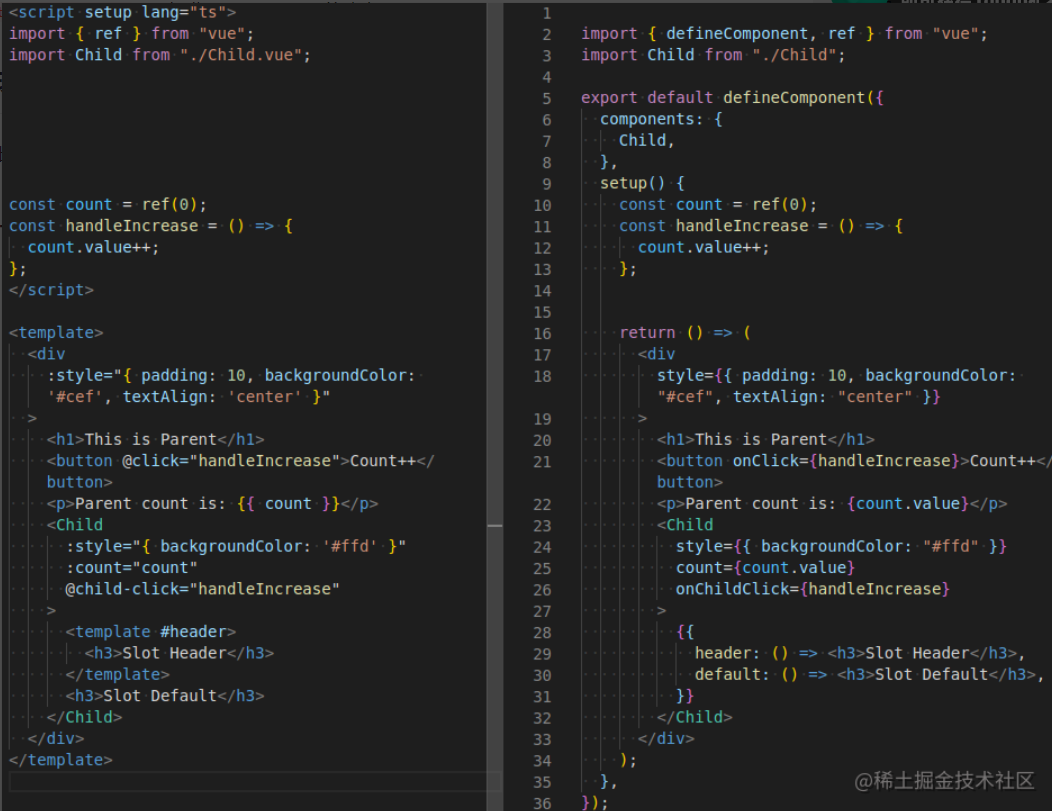 <script setup lang="ts">
import { ref } from "vue";
import Child from "./Child.vue";
const count = ref(0);
const handleIncrease = () => {
  count.value++;
};
</script>
<template>
  <div
    :style="{ padding: 10, backgroundColor:
    '#cef', textAlign: 'center' }"
  >
    <h1>This is Parent</h1>
    <button @click="handleIncrease">Count++</
    button>
    <p>Parent count is: {{ count }}</p>
    <Child
      :style="{ backgroundColor: '#ffd' }"
      :count="count"
      @child-click="handleIncrease"
    >
      <template #header>
        <h3>Slot Header</h3>
      </template>
      <h3>Slot Default</h3>
    </Child>
  </div>
</template>
1
2 import { defineComponent, ref } from "vue";
3 import Child from "./Child";
4
5 export default defineComponent({
6   components: {
7     Child,
8   },
9   setup() {
10     const count = ref(0);
11     const handleIncrease = () => {
12       count.value++;
13     };
14
15
16     return () => (
17       <div
18         style={{ padding: 10, backgroundColor:
        "#cef", textAlign: "center" }}
19       >
20         <h1>This is Parent</h1>
21         <button onClick={handleIncrease}>Count++</
        button>
22         <p>Parent count is: {count.value}</p>
23         <Child
24           style={{ backgroundColor: "#ffd" }}
25           count={count.value}
26           onChildClick={handleIncrease}
27         >
28           {{
29             header: () => <h3>Slot Header</h3>,
30             default: () => <h3>Slot Default</h3>,
31           }}
32         </Child>
33       </div>
34     );
35   },
36 });
@稀土掘金技术社区